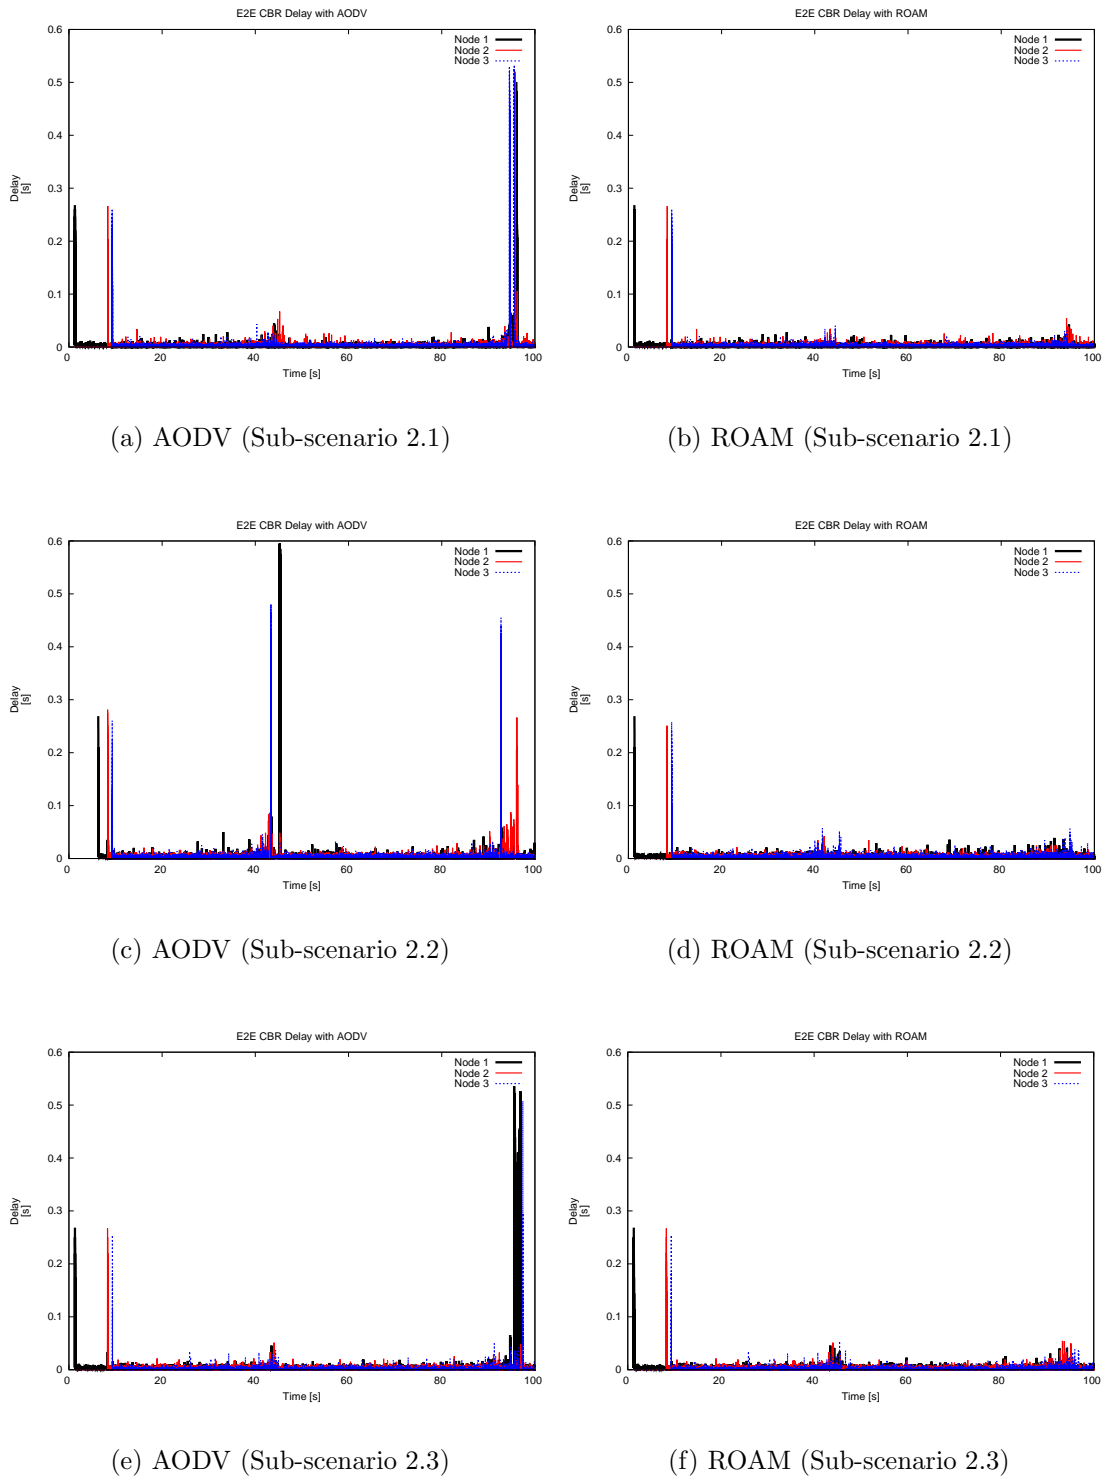 E2E CBR Delay with AODV
0.6
0.5
0.4
0.3
0.2
0.1
0
Delay
[s]
Node 1
Node 2
Node 3
0 20 40 60 80 100
Time [s]
(a) AODV (Sub-scenario 2.1)
E2E CBR Delay with ROAM
0.6
0.5
0.4
0.3
0.2
0.1
0
Delay
[s]
Node 1
Node 2
Node 3
0 20 40 60 80 100
Time [s]
(b) ROAM (Sub-scenario 2.1)
E2E CBR Delay with AODV
0.6
0.5
0.4
0.3
0.2
0.1
0
Delay
[s]
Node 1
Node 2
Node 3
0 20 40 60 80 100
Time [s]
(c) AODV (Sub-scenario 2.2)
E2E CBR Delay with ROAM
0.6
0.5
0.4
0.3
0.2
0.1
0
Delay
[s]
Node 1
Node 2
Node 3
0 20 40 60 80 100
Time [s]
(d) ROAM (Sub-scenario 2.2)
E2E CBR Delay with AODV
0.6
0.5
0.4
0.3
0.2
0.1
0
Delay
[s]
Node 1
Node 2
Node 3
0 20 40 60 80 100
Time [s]
(e) AODV (Sub-scenario 2.3)
E2E CBR Delay with ROAM
0.6
0.5
0.4
0.3
0.2
0.1
0
Delay
[s]
Node 1
Node 2
Node 3
0 20 40 60 80 100
Time [s]
(f) ROAM (Sub-scenario 2.3)